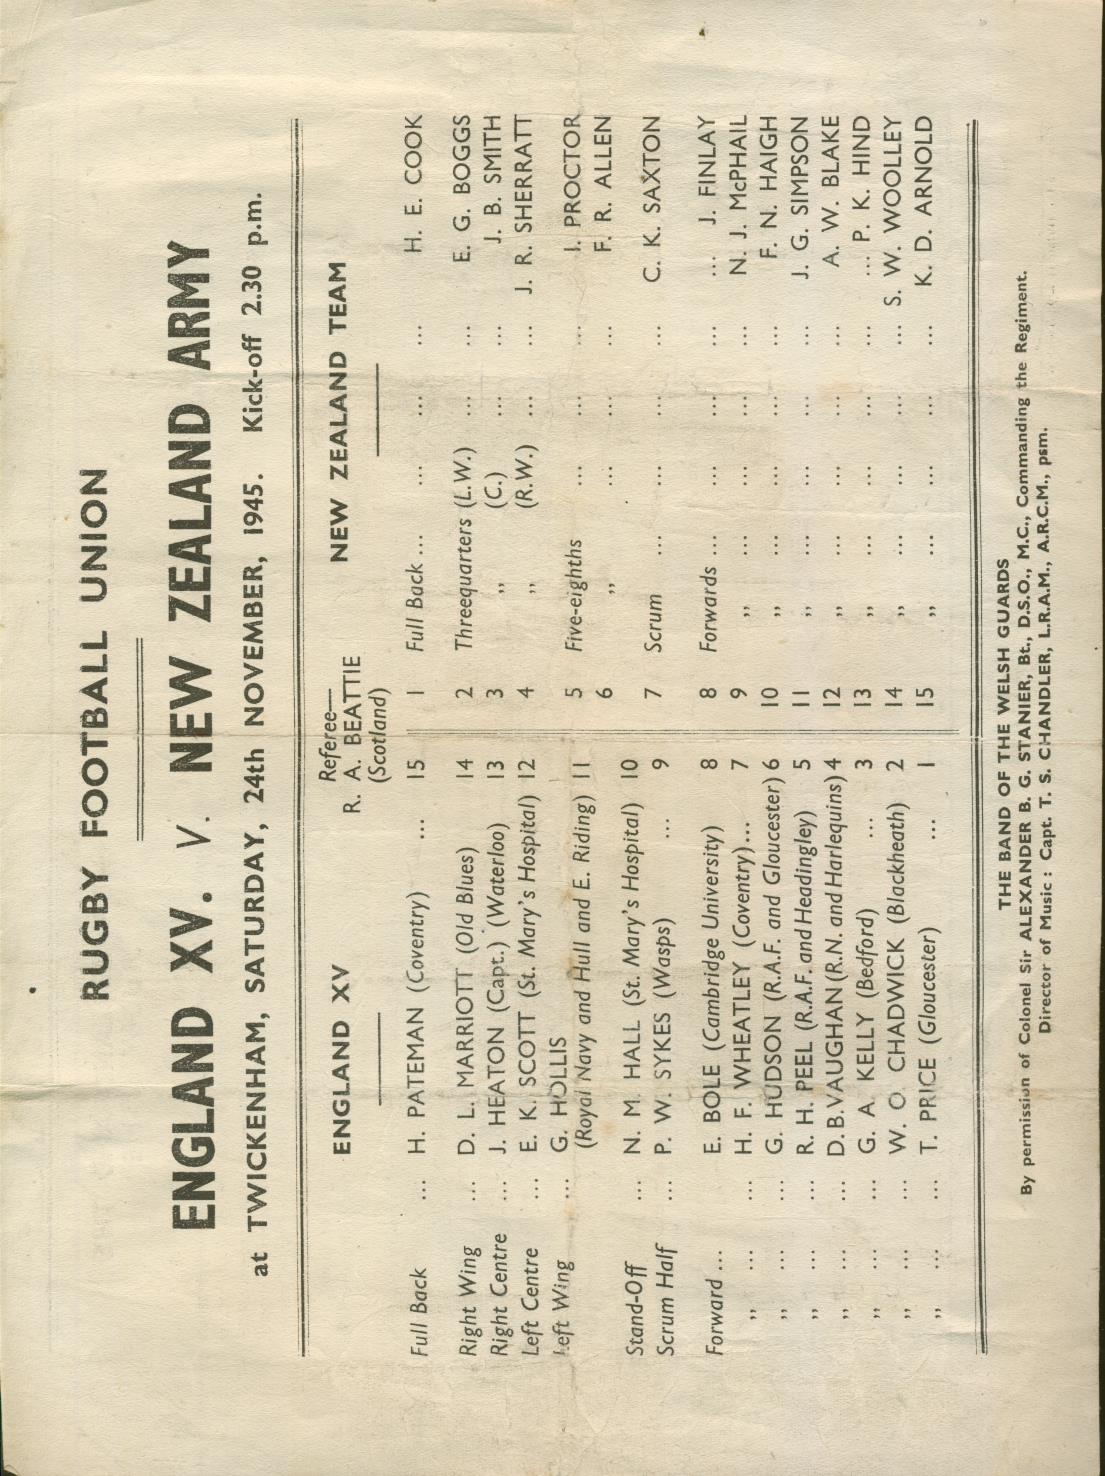 RUGBY FOOTBALL UNION
ENGLAND XV. V. NEW ZEALAND ARMY
at TWICKENHAM, SATURDAY, 24th NOVEMBER, 1945. Kick-off 2.30 p.m.
ENGLAND XV Referee— R. A. BEATTIE (Scotland) NEW ZEALAND TEAM
Full Back ... H. PATEMAN (Coventry) ... 15 1 Full Back ... ... ... ... H. E. COOK
Right Wing ... D. L. MARRIOTT (Old Blues) 14 2 Threequarters (L.W.) ... ... E. G. BOGGS
Right Centre ... J. HEATON (Capt.) (Waterloo) 13 3 ,, (C.) ... ... J. B. SMITH
Left Centre ... E. K. SCOTT (St. Mary's Hospital) 12 4 ,, (R.W.) ... ... J. R. SHERRATT
Left Wing ... G. HOLLIS
(Royal Navy and Hull and E. Riding) 11 5 Five-eighths ... ... ... I. PROCTOR
6 ,, ... ... ... F. R. ALLEN
Stand-Off ... N. M. HALL (St. Mary's Hospital) 10
Scrum Half ... P. W. SYKES (Wasps) ... 9 7 Scrum ... ... ... ... C. K. SAXTON
Forward ... ... E. BOLE (Cambridge University) 8 8 Forwards ... ... ... ... ... J. FINLAY
,, ... ... H. F. WHEATLEY (Coventry)... 7 9 ,, ... ... ... ... N. J. McPHAIL
,, ... ... G. HUDSON (R.A.F. and Gloucester) 6 10 ,, ... ... ... ... F. N. HAIGH
,, ... ... R. H. PEEL (R.A.F. and Headingley) 5 11 ,, ... ... ... ... J. G. SIMPSON
,, ... ... D. B. VAUGHAN (R.N. and Harlequins) 4 12 ,, ... ... ... ... A. W. BLAKE
,, ... ... G. A. KELLY (Bedford) ... 3 13 ,, ... ... ... ... ... P. K. HIND
,, ... ... W. O. CHADWICK (Blackheath) 2 14 ,, ... ... ... ... S. W. WOOLLEY
,, ... ... T. PRICE (Gloucester) ... 1 15 ,, ... ... ... ... K. D. ARNOLD
THE BAND OF THE WELSH GUARDS
By permission of Colonel Sir ALEXANDER B. G. STANIER, Bt., D.S.O., M.C., Commanding the Regiment.
Director of Music : Capt. T. S. CHANDLER, L.R.A.M., A.R.C.M., psm.